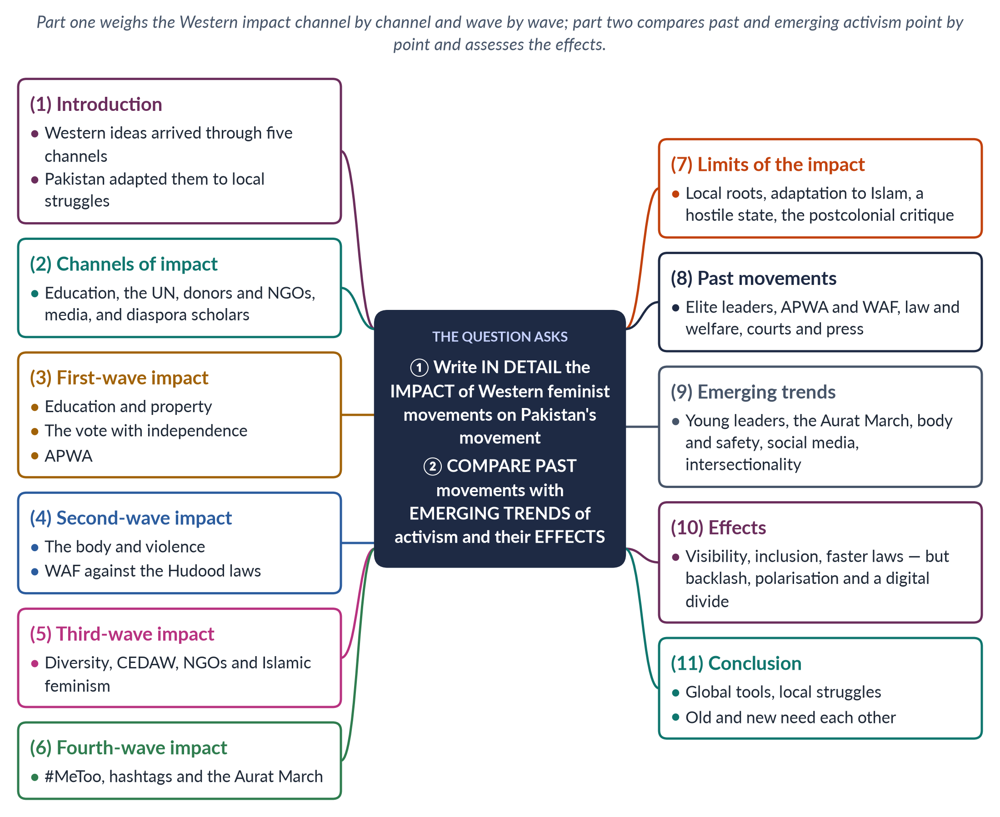 Part one weighs the Western impact channel by channel and wave by wave; part two compares past and emerging activism point by
point and assesses the effects.
(1) Introduction
• Western ideas arrived through five
channels
• Pakistan adapted them to local
struggles
(2) Channels of impact
• Education, the UN, donors and NGOs,
media, and diaspora scholars
(3) First-wave impact
• Education and property
• The vote with independence
• APWA
(4) Second-wave impact
• The body and violence
• WAF against the Hudood laws
(5) Third-wave impact
• Diversity, CEDAW, NGOs and Islamic
feminism
(6) Fourth-wave impact
• #MeToo, hashtags and the Aurat March
THE QUESTION ASKS
① Write IN DETAIL the
IMPACT of Western feminist
movements on Pakistan's
movement
② COMPARE PAST
movements with
EMERGING TRENDS of
activism and their EFFECTS
(7) Limits of the impact
• Local roots, adaptation to Islam, a
hostile state, the postcolonial critique
(8) Past movements
• Elite leaders, APWA and WAF, law and
welfare, courts and press
(9) Emerging trends
• Young leaders, the Aurat March, body
and safety, social media,
intersectionality
(10) Effects
• Visibility, inclusion, faster laws — but
backlash, polarisation and a digital
divide
(11) Conclusion
• Global tools, local struggles
• Old and new need each other